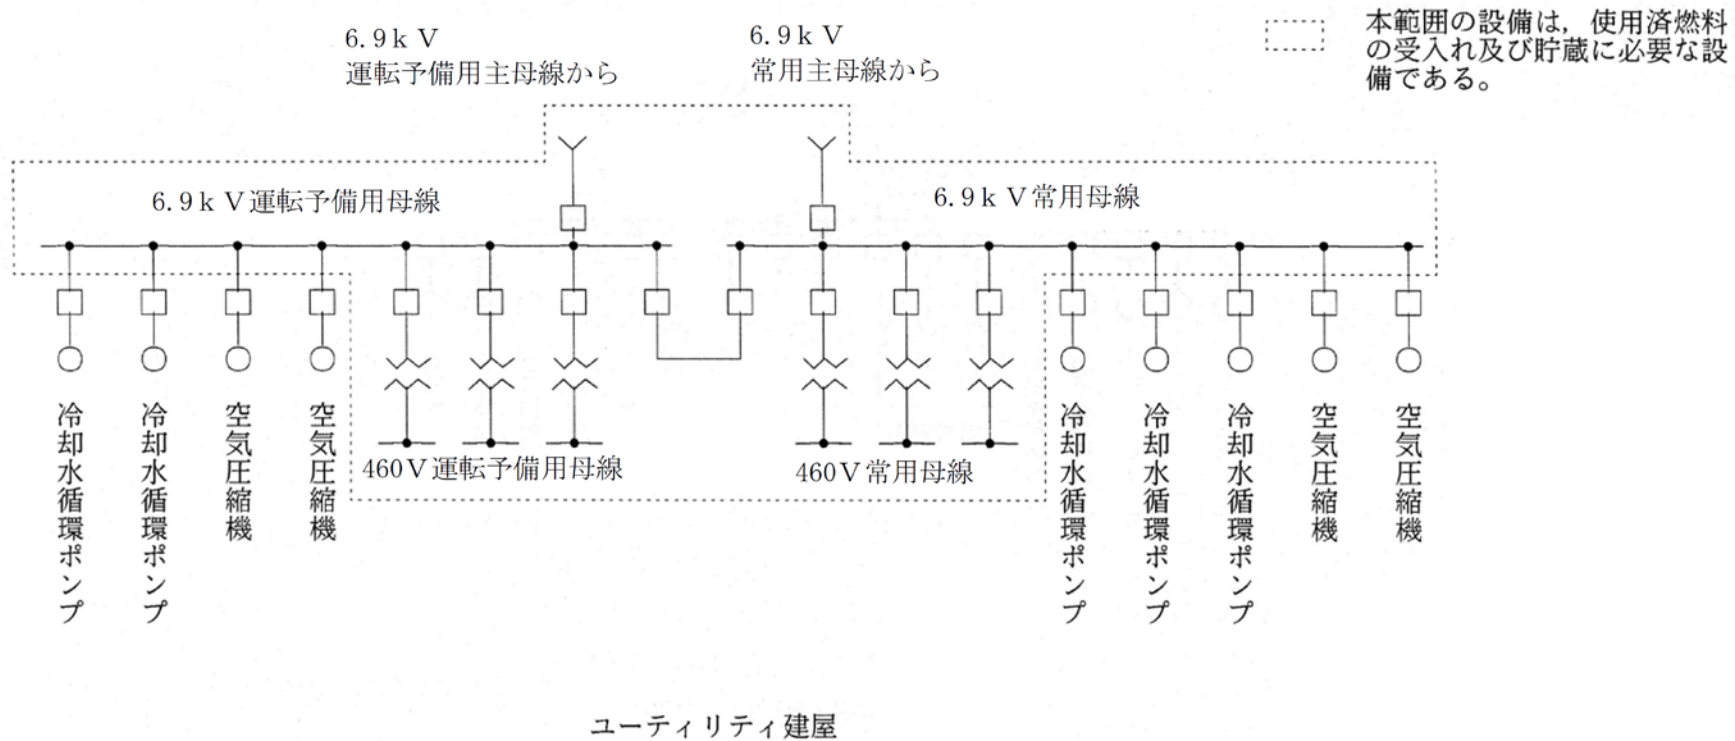 6.9kV
運転予備用主母線から
6.9kV
常用主母線から
本範囲の設備は，使用済燃料
の受入れ及び貯蔵に必要な設
備である。
6.9kV運転予備用母線
6.9kV常用母線
冷却水循環ポンプ
冷却水循環ポンプ
空気圧縮機
空気圧縮機
460V運転予備用母線
460V常用母線
冷却水循環ポンプ
冷却水循環ポンプ
冷却水循環ポンプ
空気圧縮機
空気圧縮機
ユーティリティ建屋